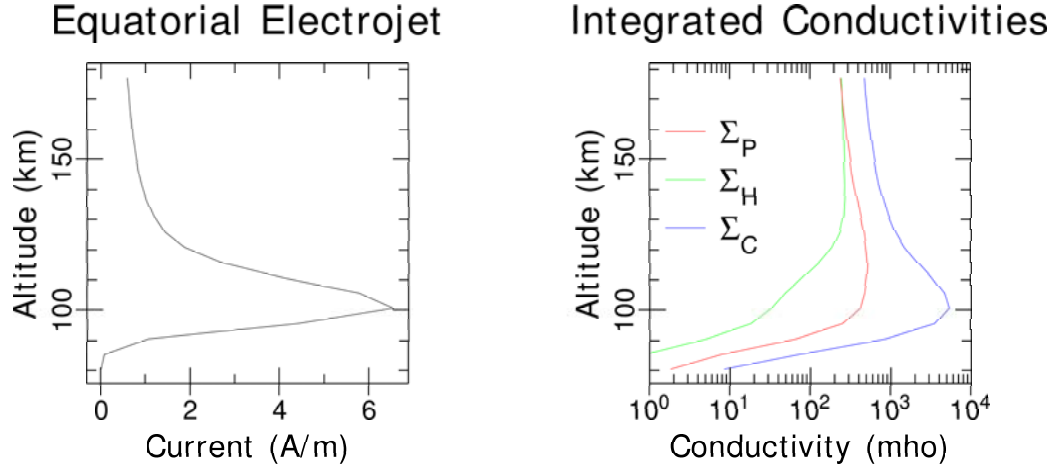 Equatorial Electrojet
Altitude (km)
150
100
0 2 4 6
Current (A/m)
Integrated Conductivities
Altitude (km)
150
100
Σ_P
Σ_H
Σ_C
10^0 10^1 10^2 10^3 10^4
Conductivity (mho)